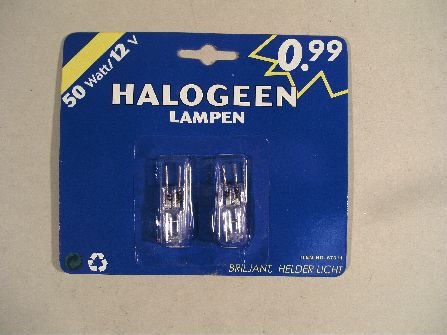 50 Watt/12 V
0.99
HALOGEEN
LAMPEN
BRILJANT, HELDER LICHT